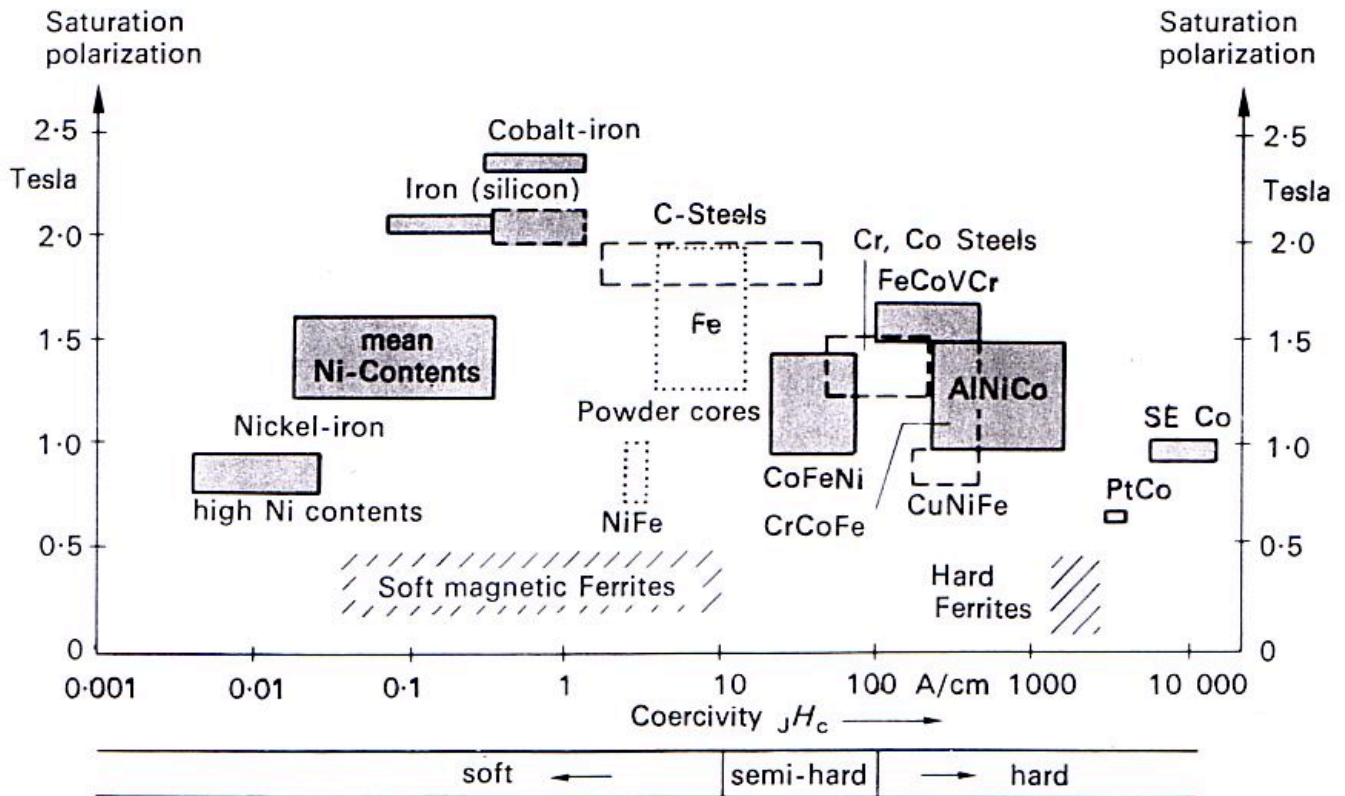 Saturation
polarization
Saturation
polarization
2·5
Cobalt-iron
2·5
Tesla
Iron (silicon)
Tesla
C-Steels
2·0
Cr, Co Steels
2·0
FeCoVCr
Fe
1·5
mean
Ni-Contents
1·5
AlNiCo
Powder cores
Nickel-iron
SE Co
1·0
1·0
CoFeNi
PtCo
high Ni contents
NiFe
CrCoFe
CuNiFe
0·5
0·5
Soft magnetic Ferrites
Hard
Ferrites
0
0
0·001 0·01 0·1 1 10 100 A/cm 1000 10 000
Coercivity JHc
soft semi-hard hard